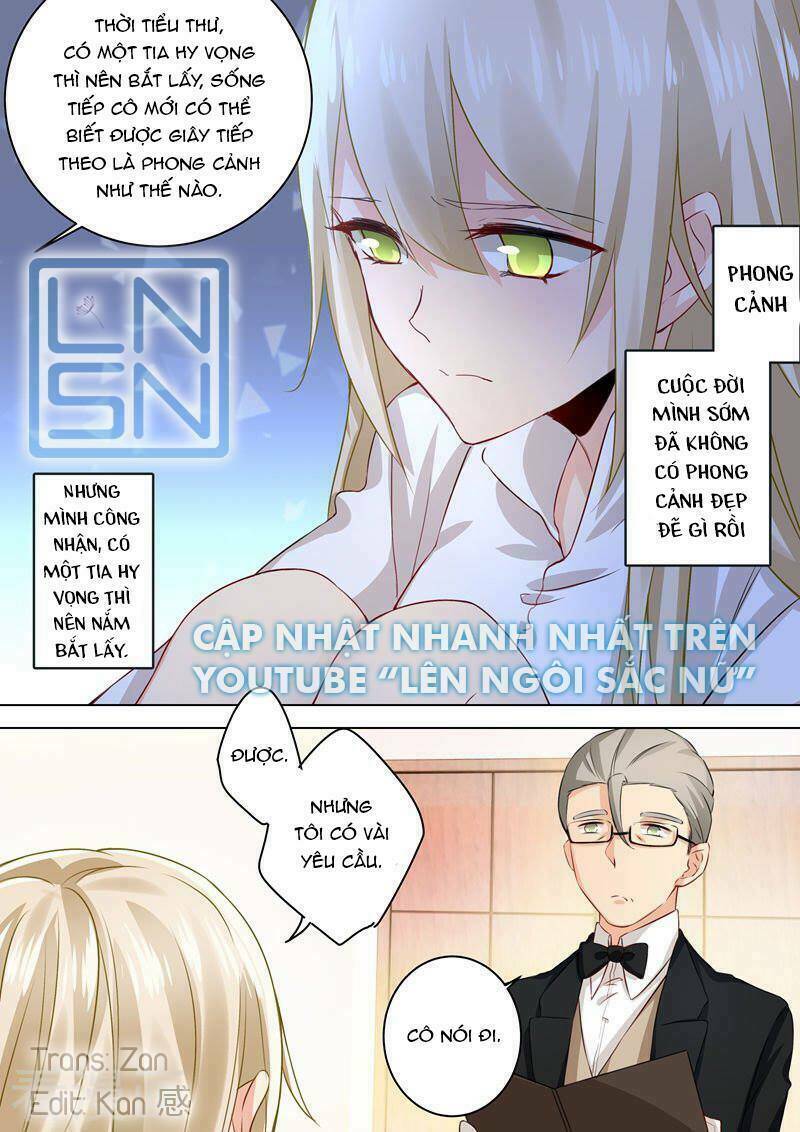 THỜI TIỂU THƯ,
CÓ MỘT TIA HY VỌNG
THÌ NÊN BẮT LẤY, SỐNG
TIẾP CÔ MỚI CÓ THỂ
BIẾT ĐƯỢC GIÂY TIẾP
THEO LÀ PHONG CẢNH
NHƯ THẾ NÀO.
PHONG
CẢNH
CUỘC ĐỜI
MÌNH SỚM
ĐÃ KHÔNG
CÓ PHONG
CẢNH ĐẸP
ĐẼ GÌ RỒI
LN
SN
NHƯNG
MÌNH CÔNG
NHẬN, CÓ
MỘT TIA HY
VỌNG THÌ
NÊN NẮM
BẮT LẤY.
CẬP NHẬT NHANH NHẤT TRÊN
YOUTUBE “LÊN NGÔI SẮC NỮ”
ĐƯỢC.
NHƯNG
TÔI CÓ VÀI
YÊU CẦU.
CÔ NÓI ĐI.
Trans: Zan
Edit: Kan 感